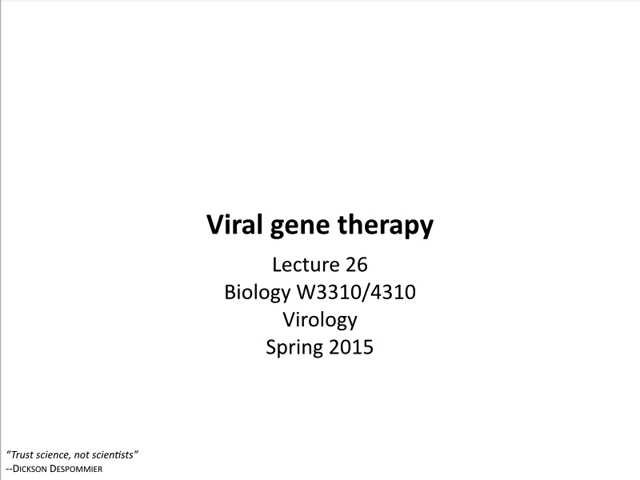 Viral gene therapy
Lecture 26
Biology W3310/4310
Virology
Spring 2015
“Trust science, not scientists”
--DICKSON DESPOMMIER